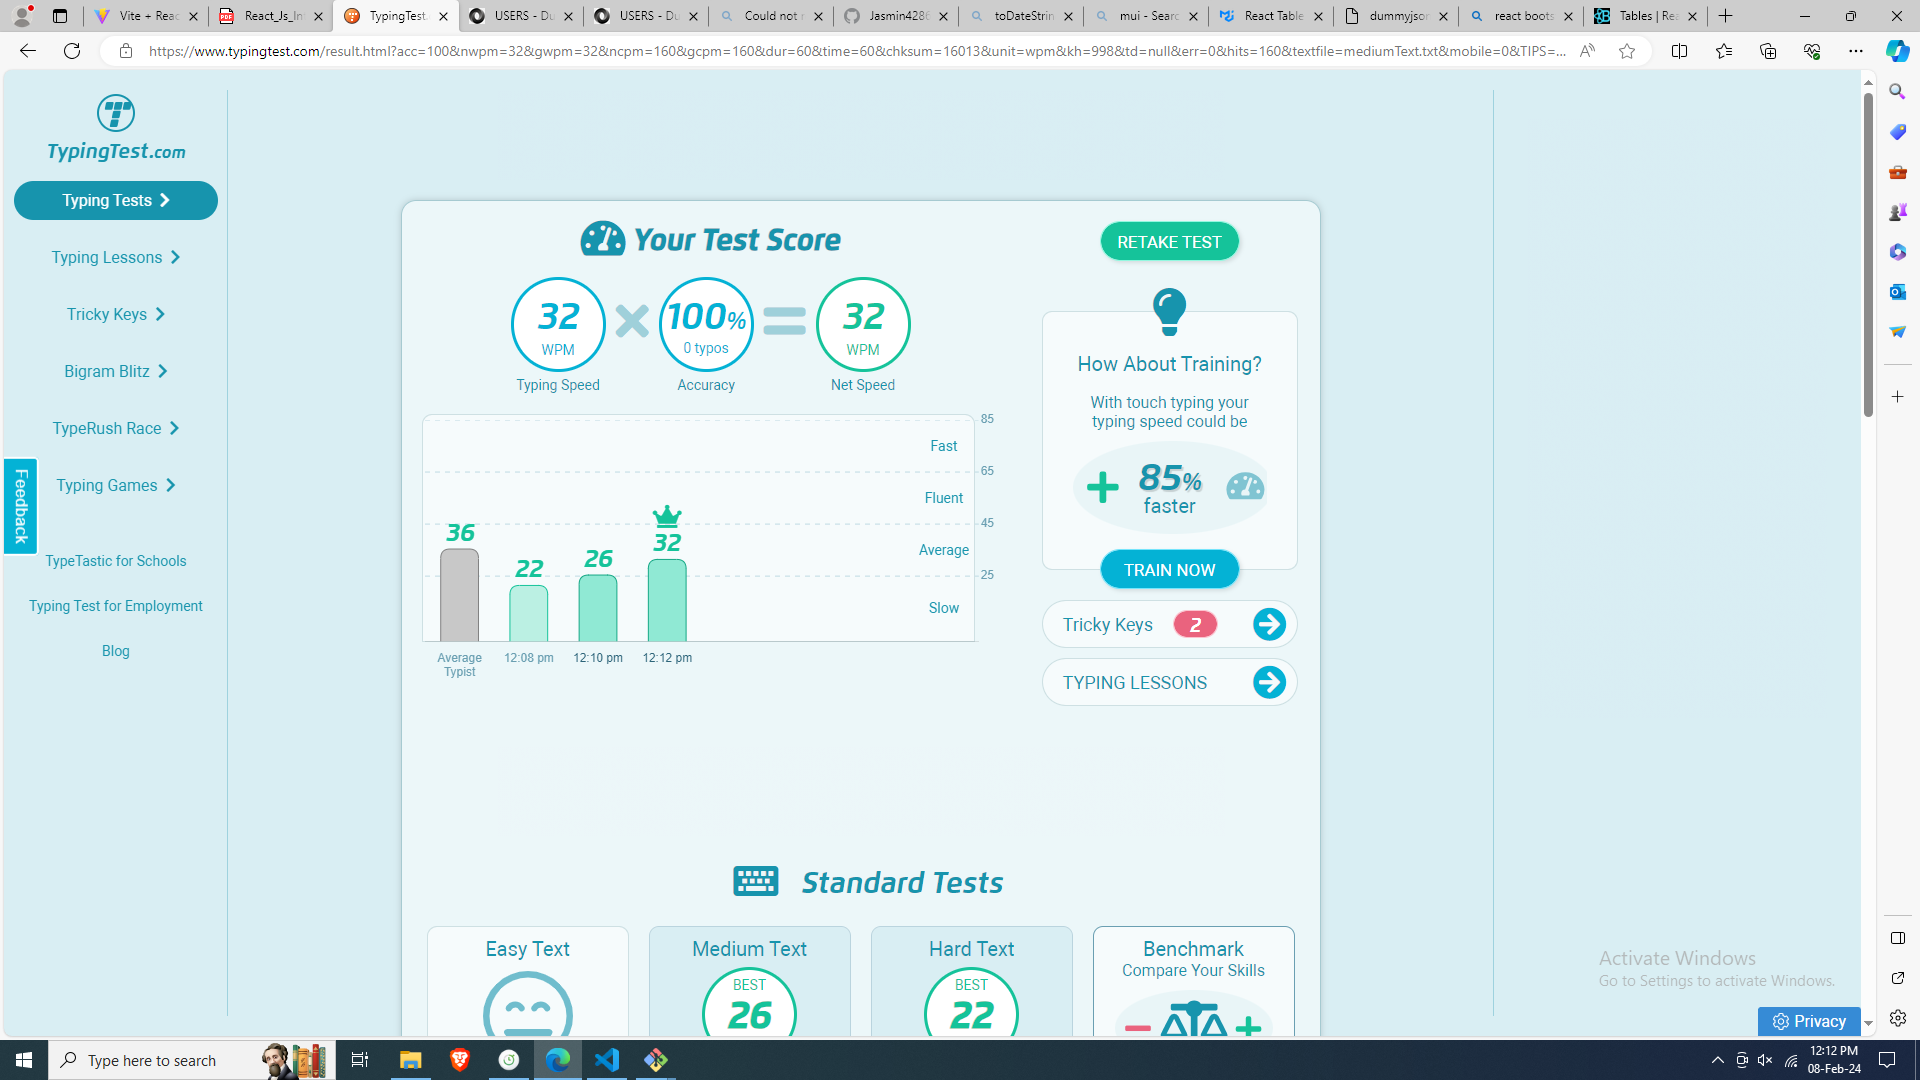 Vite + Reac
React_Js_Int
TypingTest.
USERS - Du
USERS - Du
Could not r
Jasmin4286
toDateStrin
mui - Searc
React Table
dummyjsor
react boots
Tables | Rea
https://www.typingtest.com/result.html?acc=100&nwpm=32&gwpm=32&ncpm=160&gcpm=160&dur=60&time=60&chksum=16013&unit=wpm&kh=998&td=null&err=0&hits=160&textfile=mediumText.txt&mobile=0&TIPS=...
TypingTest.com
Typing Tests
Typing Lessons
Tricky Keys
Bigram Blitz
TypeRush Race
Typing Games
Feedback
TypeTastic for Schools
Typing Test for Employment
Blog
Your Test Score
32
WPM
Typing Speed
100%
0 typos
Accuracy
32
WPM
Net Speed
85
Fast
65
Fluent
45
Average
25
Slow
36
22
26
32
Average
Typist
12:08 pm
12:10 pm
12:12 pm
RETAKE TEST
How About Training?
With touch typing your
typing speed could be
85%
faster
TRAIN NOW
Tricky Keys 2
TYPING LESSONS
Standard Tests
Easy Text
Medium Text
BEST
26
Hard Text
BEST
22
Benchmark
Compare Your Skills
Activate Windows
Go to Settings to activate Windows.
Privacy
Type here to search
12:12 PM
08-Feb-24